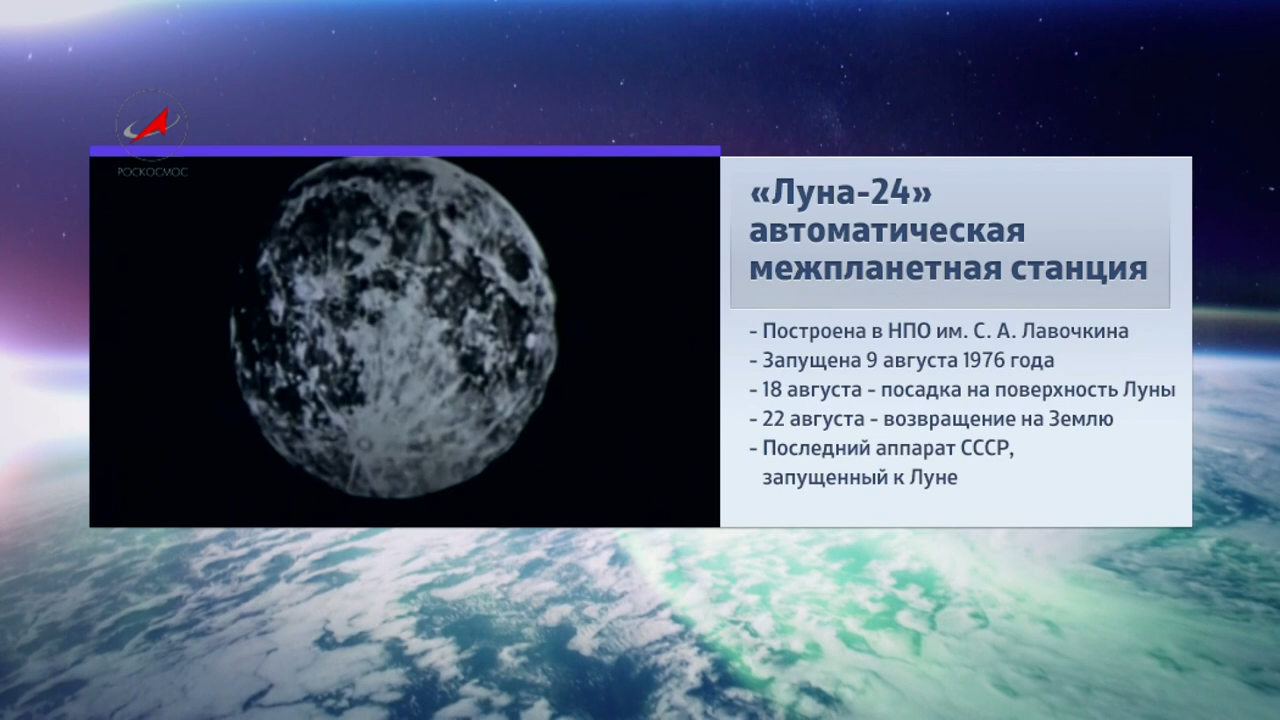 РОСКОСМОС
«Луна-24»
автоматическая
межпланетная станция
- Построена в НПО им. С. А. Лавочкина
- Запущена 9 августа 1976 года
- 18 августа - посадка на поверхность Луны
- 22 августа - возвращение на Землю
- Последний аппарат СССР,
запущенный к Луне